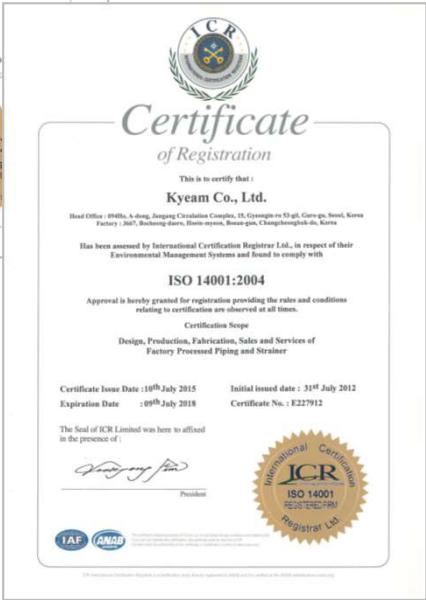 ICR
Certificate
of Registration
This is to certify that :
Kyeam Co., Ltd.
Head Office : 094Ho, A-dong, Jungang Circulation Complex, 15, Gyeongin-ro 53-gil, Guro-gu, Seoul, Korea
Factory : 3667, Bocheong-daero, Hoein-myeon, Boeun-gun, Chungcheongbuk-do, Korea
Has been assessed by International Certification Registrar Ltd., in respect of their
Environmental Management Systems and found to comply with
ISO 14001:2004
Approval is hereby granted for registration providing the rules and conditions
relating to certification are observed at all times.
Certification Scope
Design, Production, Fabrication, Sales and Services of
Factory Processed Piping and Strainer
Certificate Issue Date :10th July 2015
Initial issued date : 31st July 2012
Expiration Date : 09th July 2018
Certificate No. : E227912
The Seal of ICR Limited was here to affixed
in the presence of :
President
International Certification
ICR
ISO 14001
REGISTERED FIRM
Registrar Ltd.
IAF
ANAB